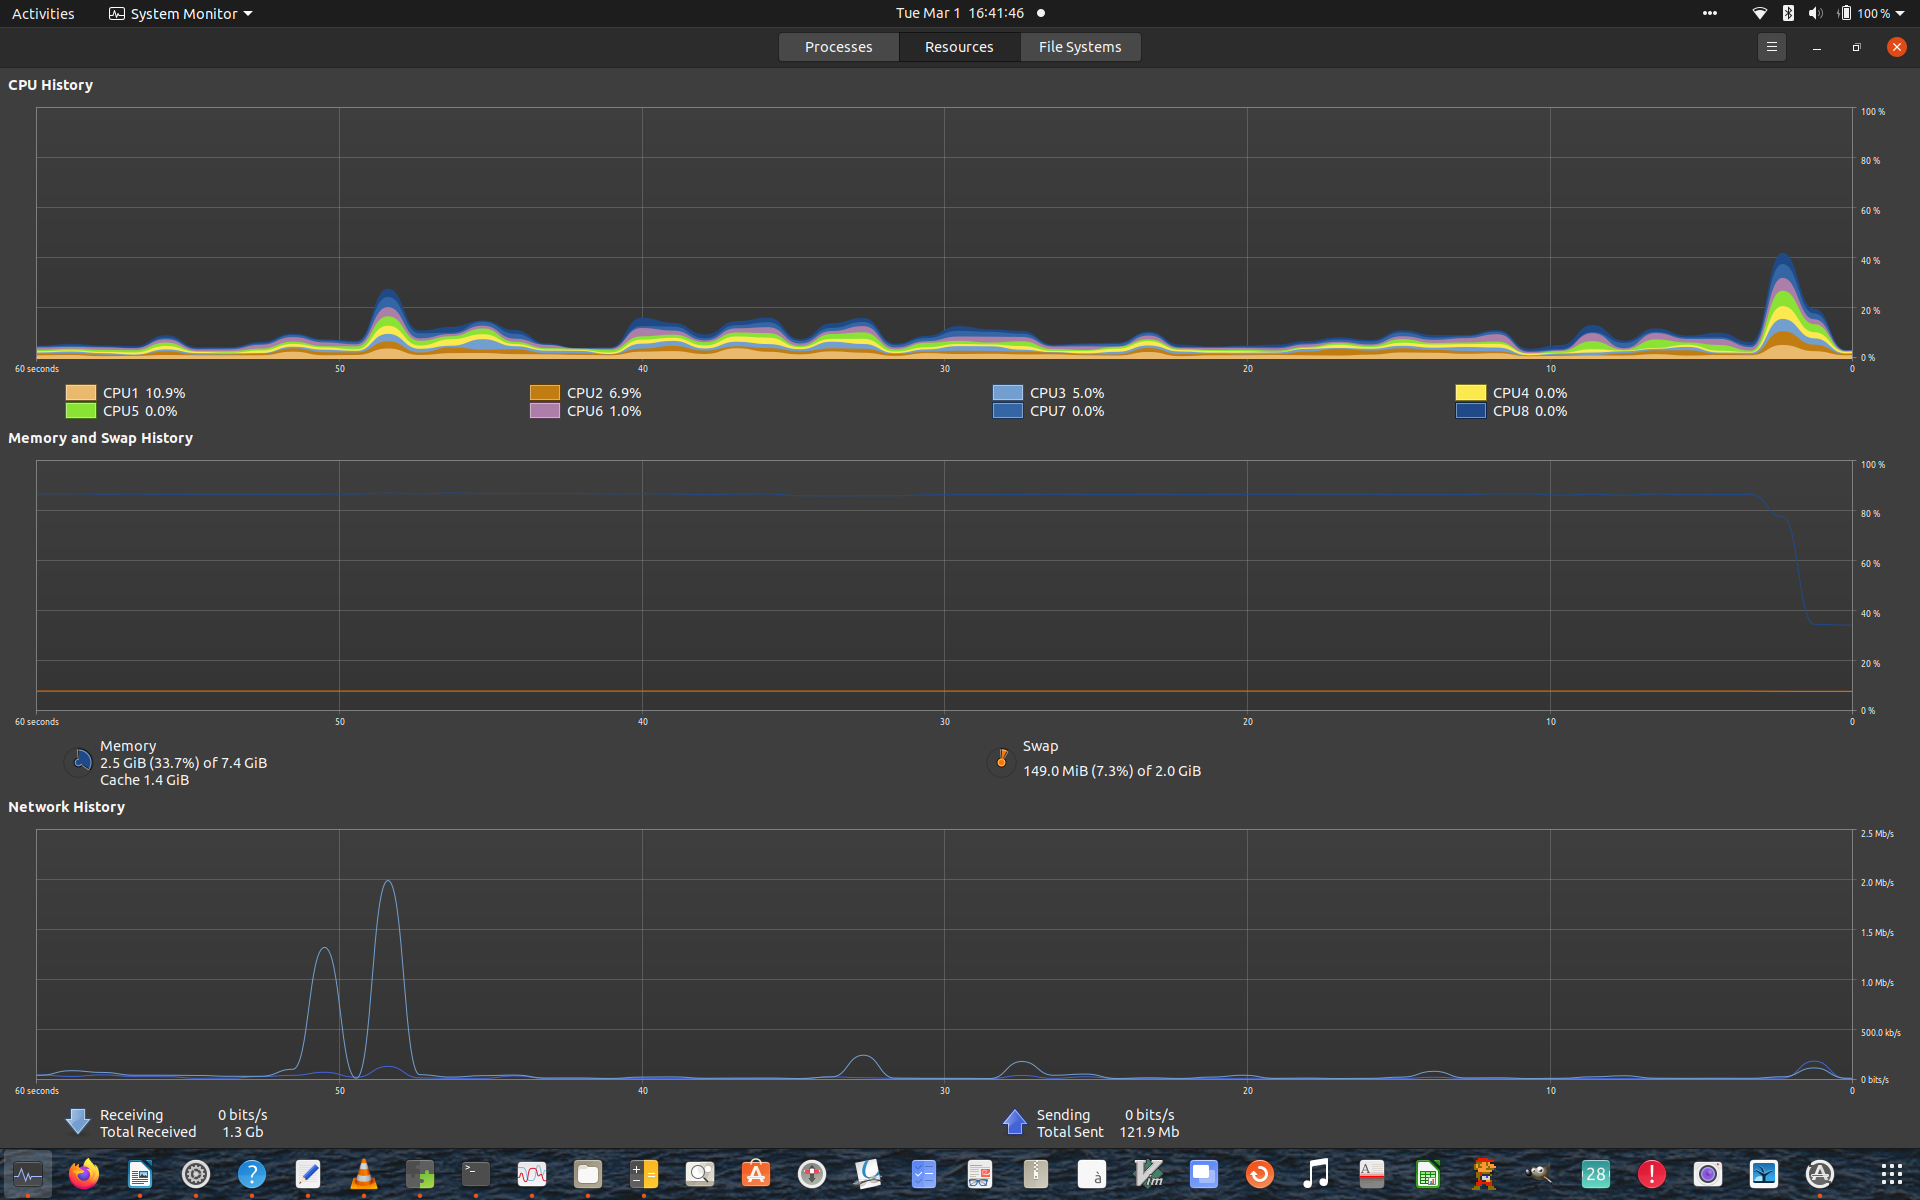 Activities System Monitor Tue Mar 1 16:41:46 100 %
Processes Resources File Systems
CPU History
100 %
80 %
60 %
40 %
20 %
0 %
60 seconds 50 40 30 20 10 0
CPU1 10.9% CPU2 6.9% CPU3 5.0% CPU4 0.0%
CPU5 0.0% CPU6 1.0% CPU7 0.0% CPU8 0.0%
Memory and Swap History
100 %
80 %
60 %
40 %
20 %
0 %
60 seconds 50 40 30 20 10 0
Memory
2.5 GiB (33.7%) of 7.4 GiB
Cache 1.4 GiB
Swap
149.0 MiB (7.3%) of 2.0 GiB
Network History
2.5 Mb/s
2.0 Mb/s
1.5 Mb/s
1.0 Mb/s
500.0 kb/s
0 bits/s
60 seconds 50 40 30 20 10 0
Receiving 0 bits/s
Total Received 1.3 Gb
Sending 0 bits/s
Total Sent 121.9 Mb
? >_ à Vim A 28 !